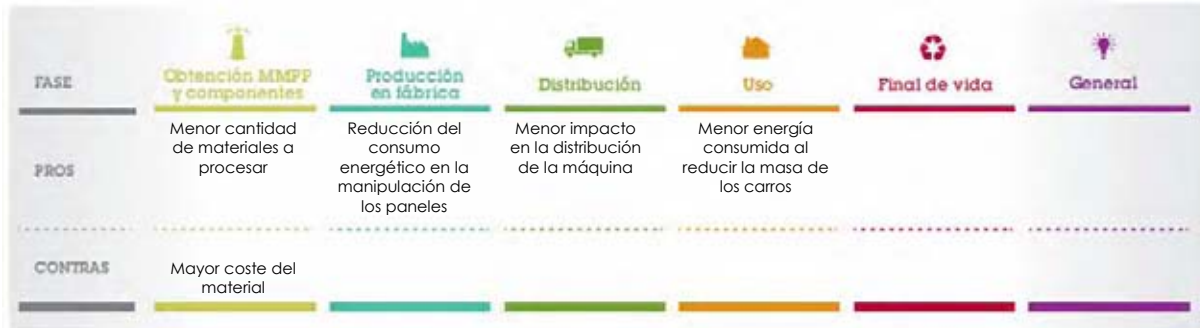 FASE
Obtención MMPP
y componentes
Producción
en fábrica
Distribución
Uso
Final de vida
General
PROS
Menor cantidad
de materiales a
procesar
Reducción del
consumo
energético en la
manipulación de
los paneles
Menor impacto
en la distribución
de la máquina
Menor energía
consumida al
reducir la masa de
los carros
CONTRAS
Mayor coste del
material